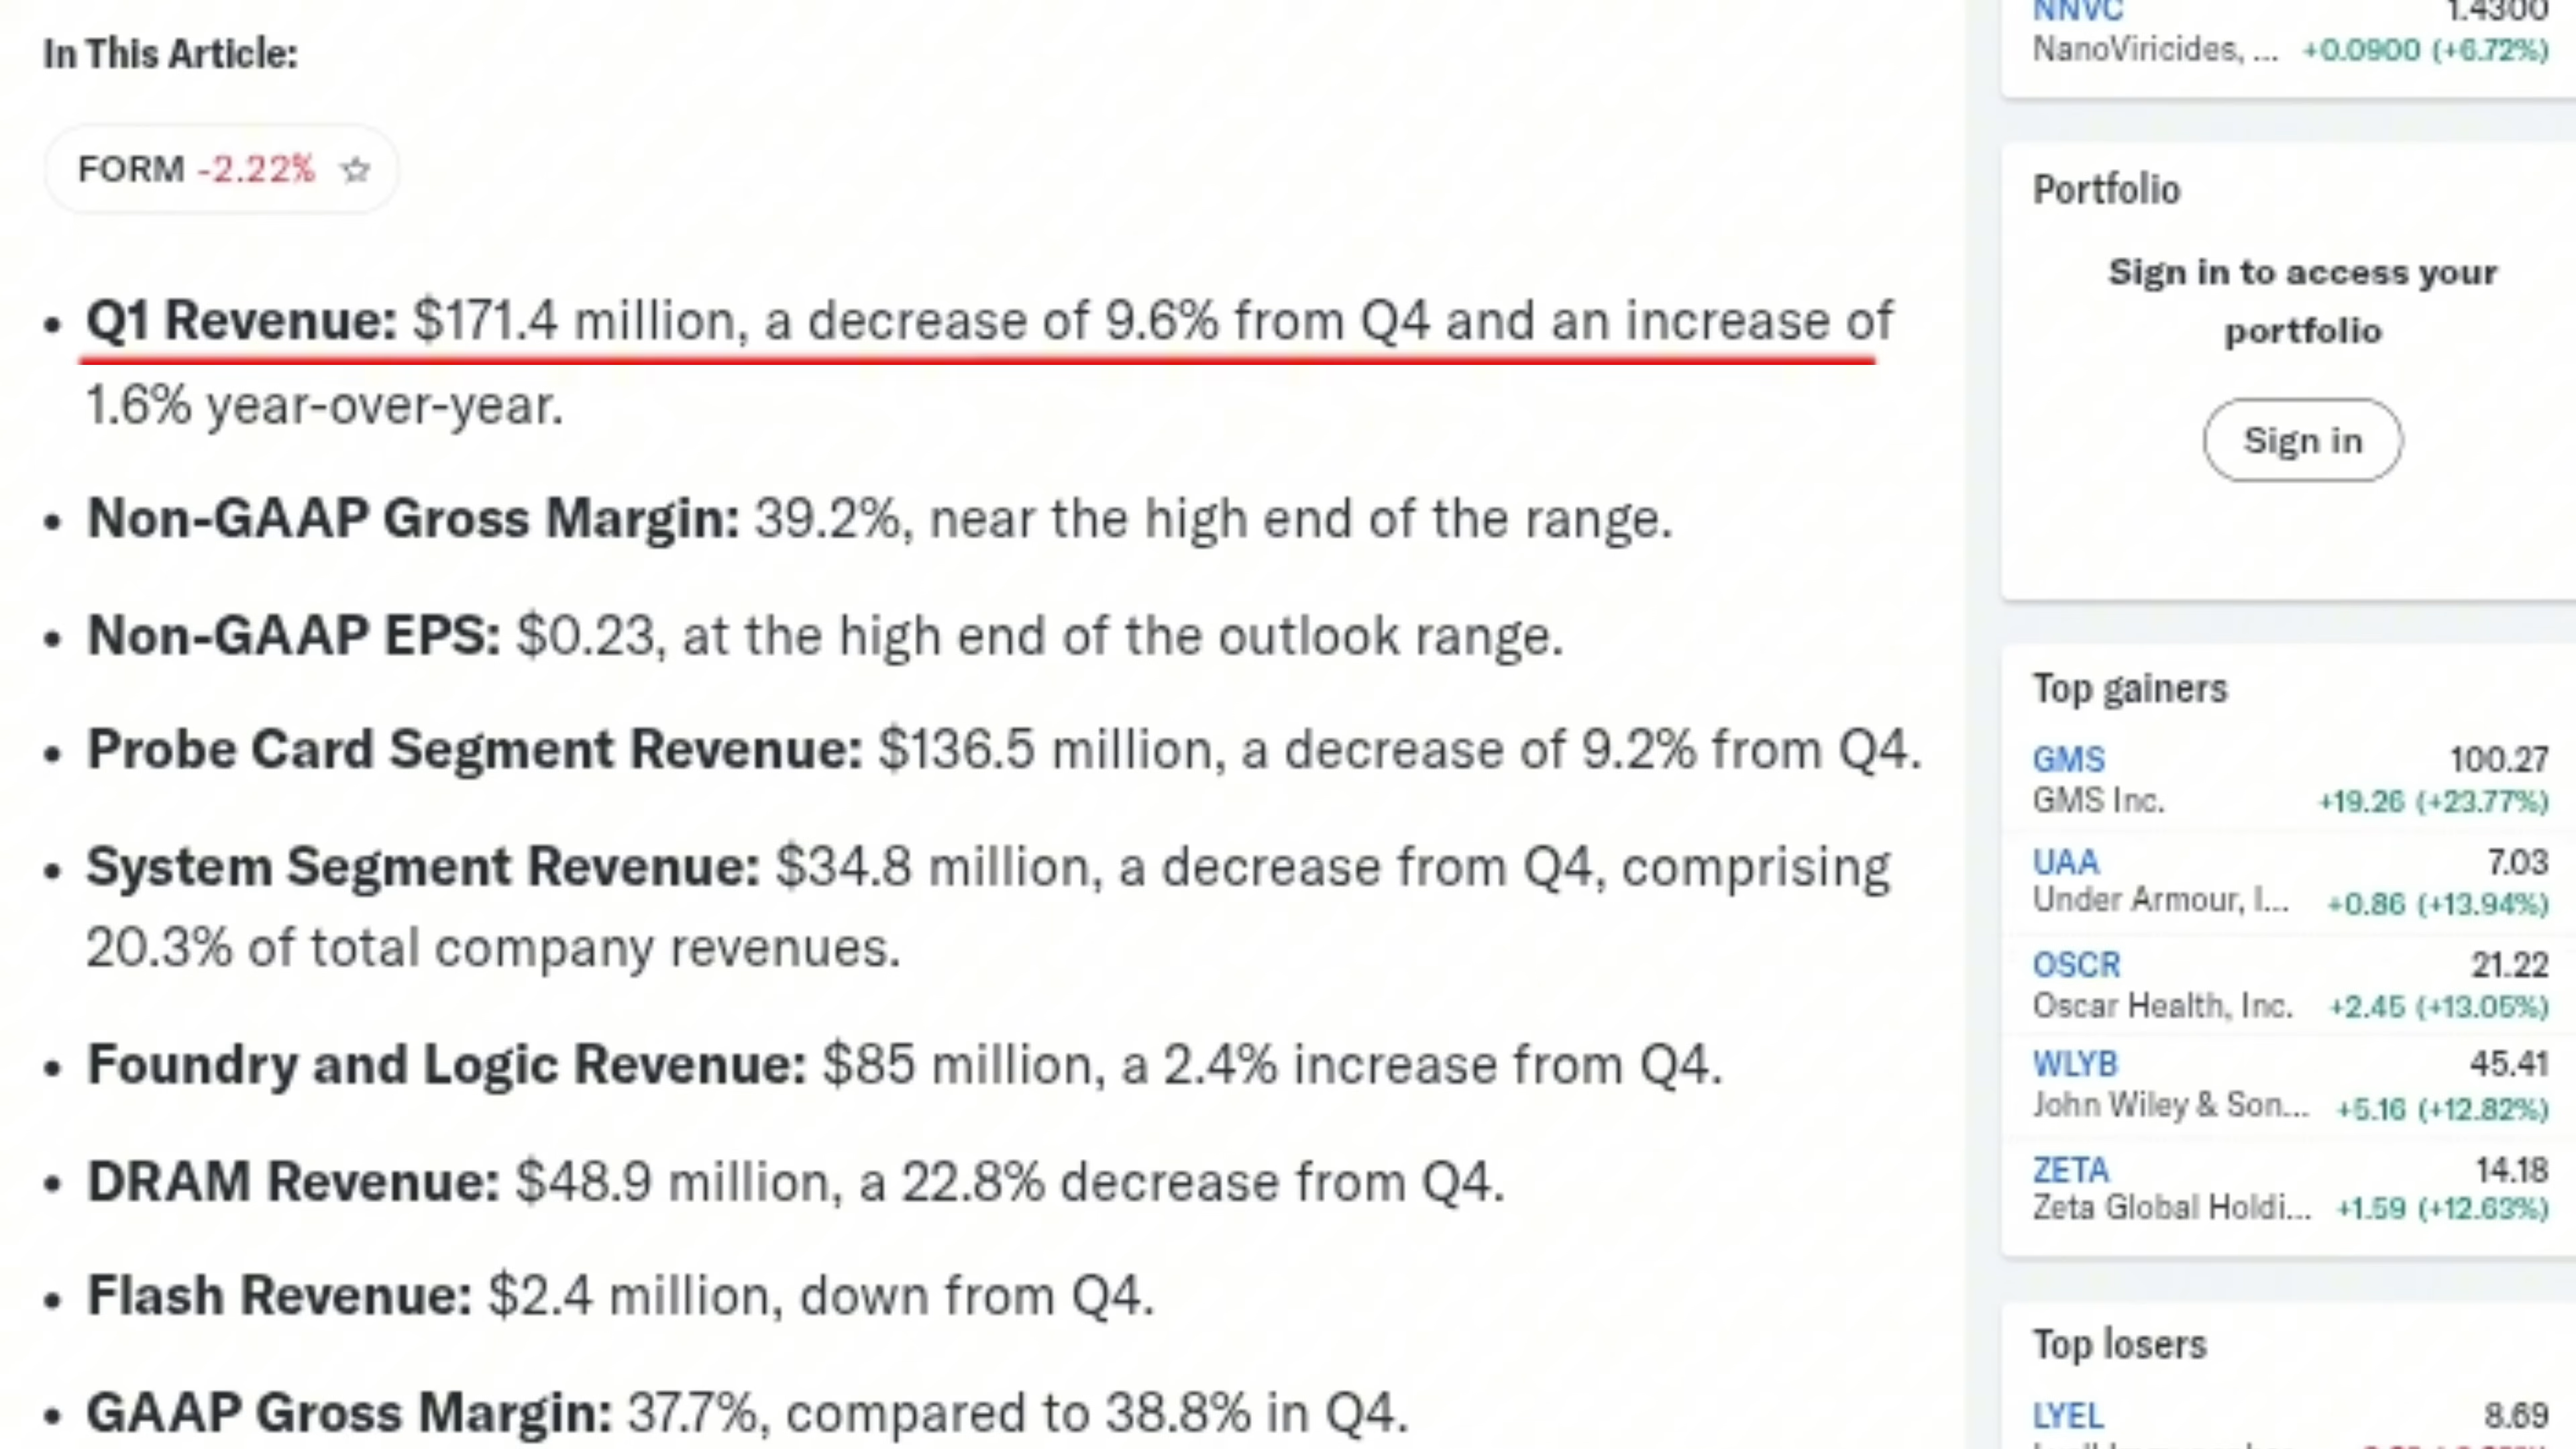 In This Article:
FORM -2.22%
• Q1 Revenue: $171.4 million, a decrease of 9.6% from Q4 and an increase of
1.6% year-over-year.
• Non-GAAP Gross Margin: 39.2%, near the high end of the range.
• Non-GAAP EPS: $0.23, at the high end of the outlook range.
• Probe Card Segment Revenue: $136.5 million, a decrease of 9.2% from Q4.
• System Segment Revenue: $34.8 million, a decrease from Q4, comprising
20.3% of total company revenues.
• Foundry and Logic Revenue: $85 million, a 2.4% increase from Q4.
• DRAM Revenue: $48.9 million, a 22.8% decrease from Q4.
• Flash Revenue: $2.4 million, down from Q4.
• GAAP Gross Margin: 37.7%, compared to 38.8% in Q4.
NNVC 1.4300
NanoViricides, ... +0.0900 (+6.72%)
Portfolio
Sign in to access your
portfolio
Sign in
Top gainers
GMS 100.27
GMS Inc. +19.26 (+23.77%)
UAA 7.03
Under Armour, I... +0.86 (+13.94%)
OSCR 21.22
Oscar Health, Inc. +2.45 (+13.05%)
WLYB 45.41
John Wiley & Son... +5.16 (+12.82%)
ZETA 14.18
Zeta Global Holdi... +1.59 (+12.63%)
Top losers
LYEL 8.69